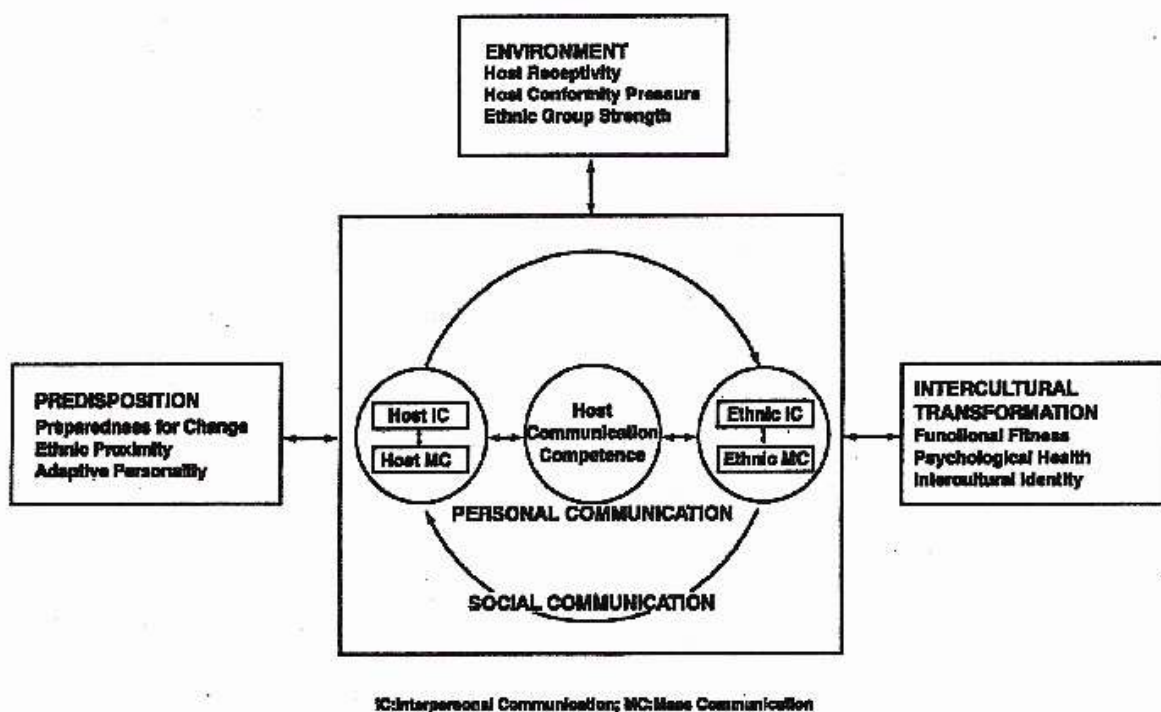 ENVIRONMENT
Host Receptivity
Host Conformity Pressure
Ethnic Group Strength
PREDISPOSITION
Preparedness for Change
Ethnic Proximity
Adaptive Personality
Host IC
Host MC
Host
Communication
Competence
Ethnic IC
Ethnic MC
PERSONAL COMMUNICATION
SOCIAL COMMUNICATION
INTERCULTURAL
TRANSFORMATION
Functional Fitness
Psychological Health
Intercultural Identity
IC:Interpersonal Communication; MC:Mass Communication